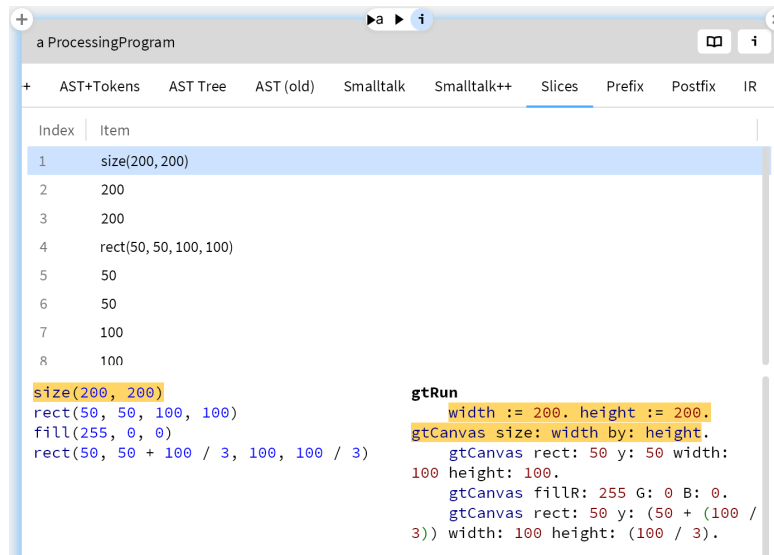 a
i
a ProcessingProgram
i
+ AST+Tokens AST Tree AST (old) Smalltalk Smalltalk++ Slices Prefix Postfix IR
Index Item
1 size(200, 200)
2 200
3 200
4 rect(50, 50, 100, 100)
5 50
6 50
7 100
8 100
size(200, 200)
rect(50, 50, 100, 100)
fill(255, 0, 0)
rect(50, 50 + 100 / 3, 100, 100 / 3)
gtRun
width := 200. height := 200.
gtCanvas size: width by: height.
gtCanvas rect: 50 y: 50 width:
100 height: 100.
gtCanvas fillR: 255 G: 0 B: 0.
gtCanvas rect: 50 y: (50 + (100 /
3)) width: 100 height: (100 / 3).